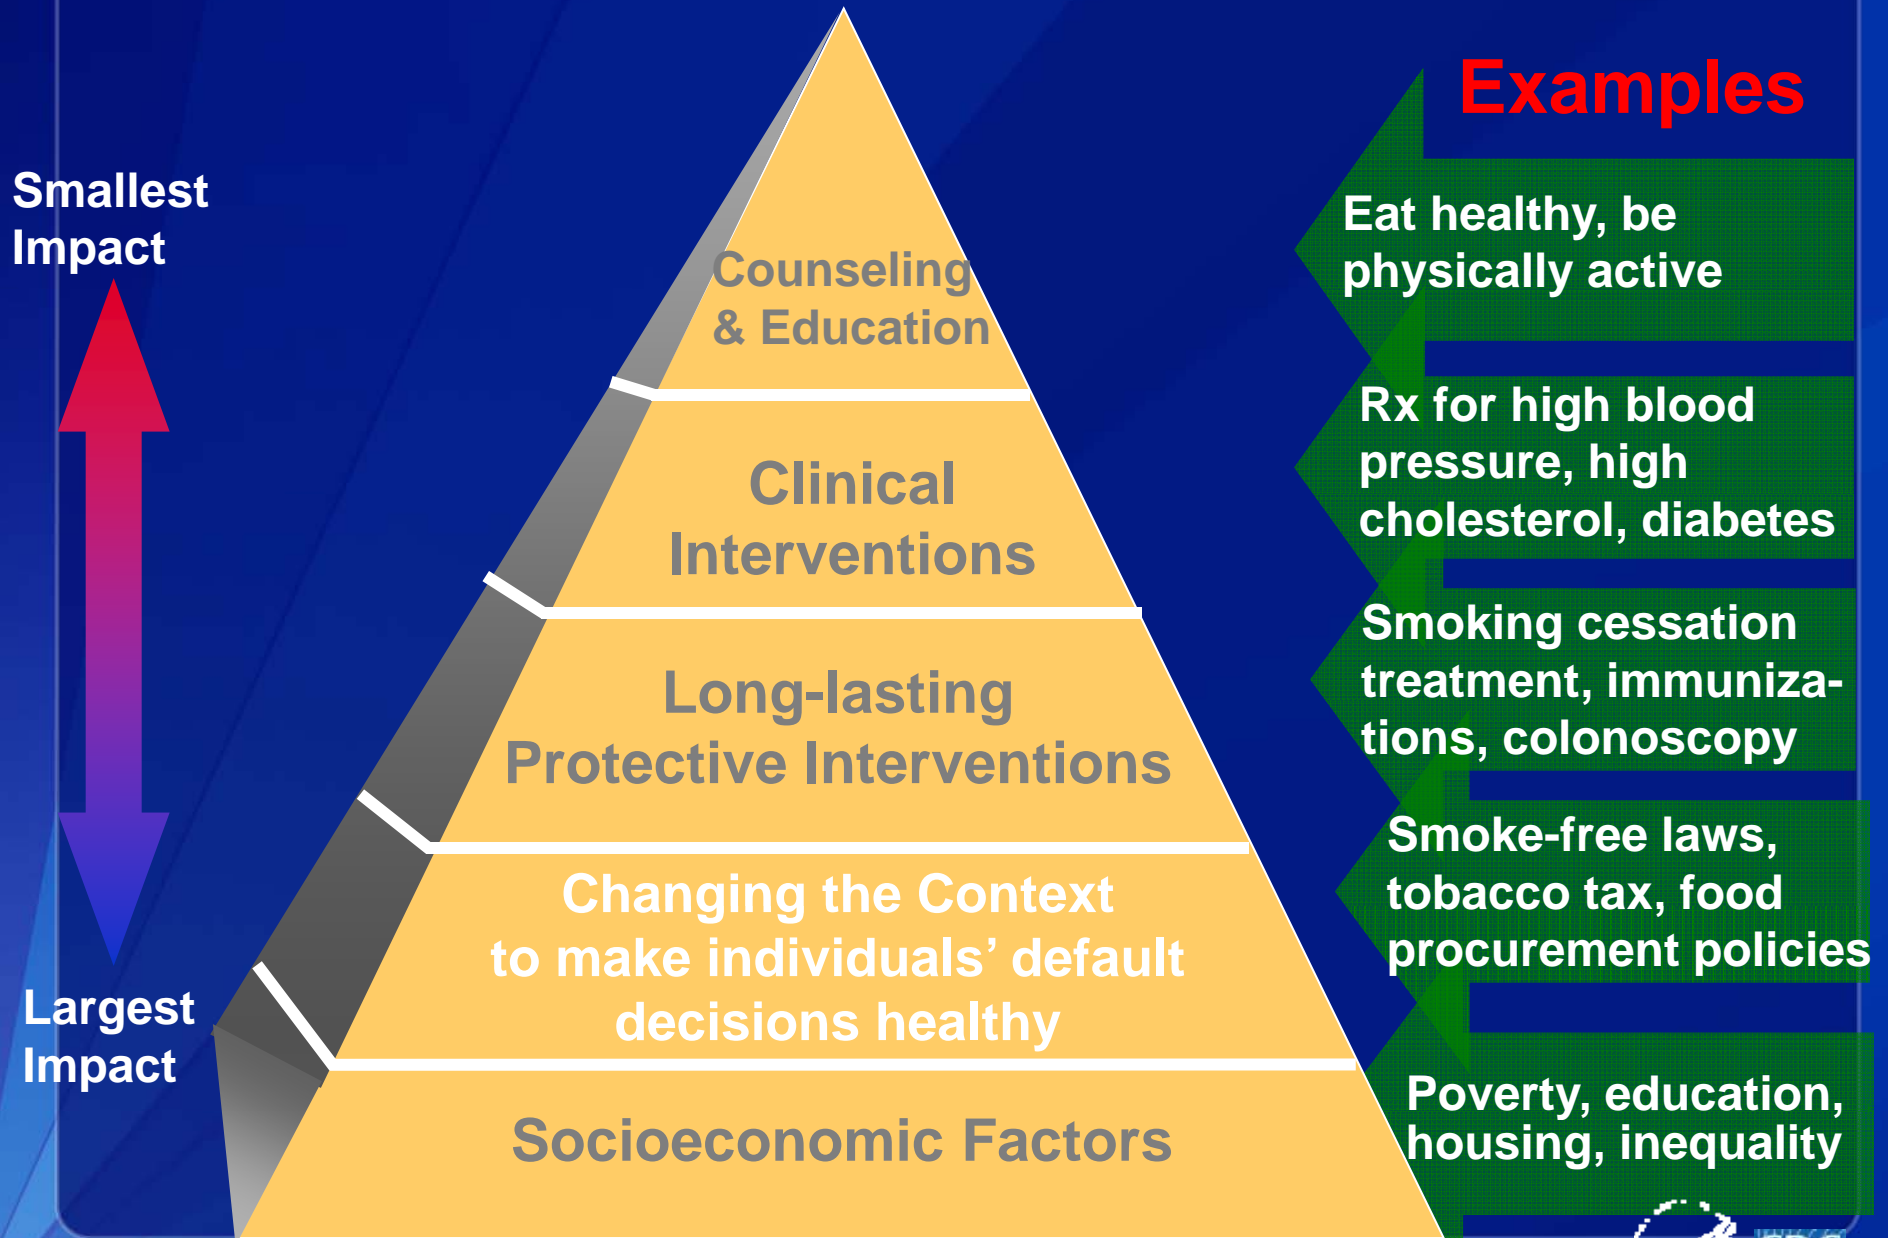 Examples
Smallest
Impact
Counseling
& Education
Eat healthy, be
physically active
Clinical
Interventions
Rx for high blood
pressure, high
cholesterol, diabetes
Long-lasting
Protective Interventions
Smoking cessation
treatment, immuniza-
tions, colonoscopy
Changing the Context
to make individuals’ default
decisions healthy
Smoke-free laws,
tobacco tax, food
procurement policies
Largest
Impact
Socioeconomic Factors
Poverty, education,
housing, inequality